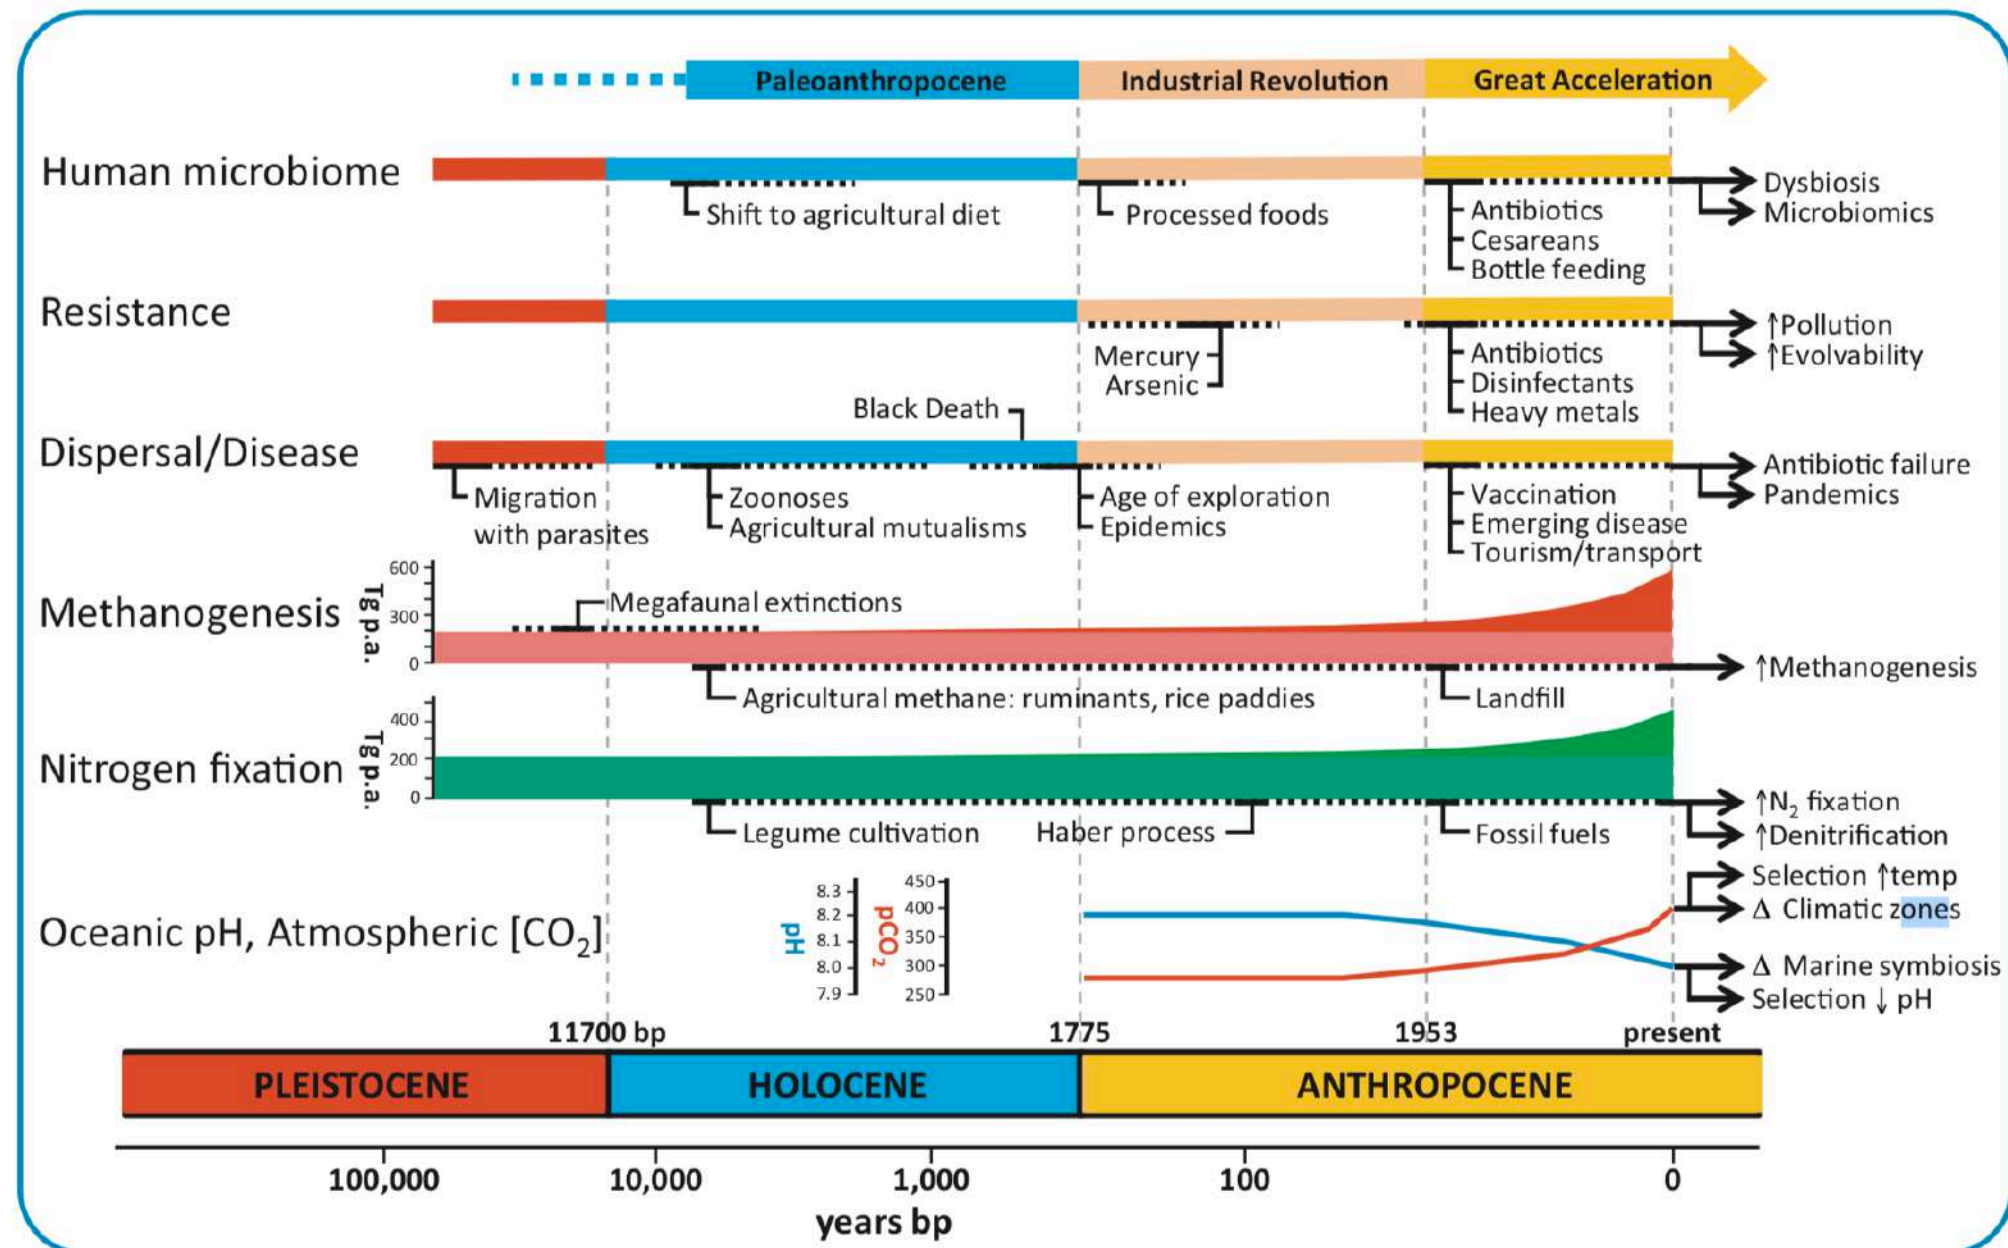 Paleoanthropocene
Industrial Revolution
Great Acceleration
Human microbiome
Shift to agricultural diet
Processed foods
Antibiotics
Cesareans
Bottle feeding
Dysbiosis
Microbiomics
Resistance
Mercury
Arsenic
Antibiotics
Disinfectants
Heavy metals
↑Pollution
↑Evolvability
Dispersal/Disease
Black Death
Migration
with parasites
Zoonoses
Agricultural mutualisms
Age of exploration
Epidemics
Vaccination
Emerging disease
Tourism/transport
Antibiotic failure
Pandemics
Methanogenesis
Tg p.a.
600
300
0
Megafaunal extinctions
Agricultural methane: ruminants, rice paddies
Landfill
↑Methanogenesis
Nitrogen fixation
Tg p.a.
400
200
0
Legume cultivation
Haber process
Fossil fuels
↑N₂ fixation
↑Denitrification
Oceanic pH, Atmospheric [CO₂]
pH
8.3
8.2
8.1
8.0
7.9
pCO₂
450
400
350
300
250
Selection ↑temp
Δ Climatic zones
Δ Marine symbiosis
Selection ↓ pH
11700 bp
1775
1953
present
PLEISTOCENE
HOLOCENE
ANTHROPOCENE
100,000
10,000
1,000
100
0
years bp